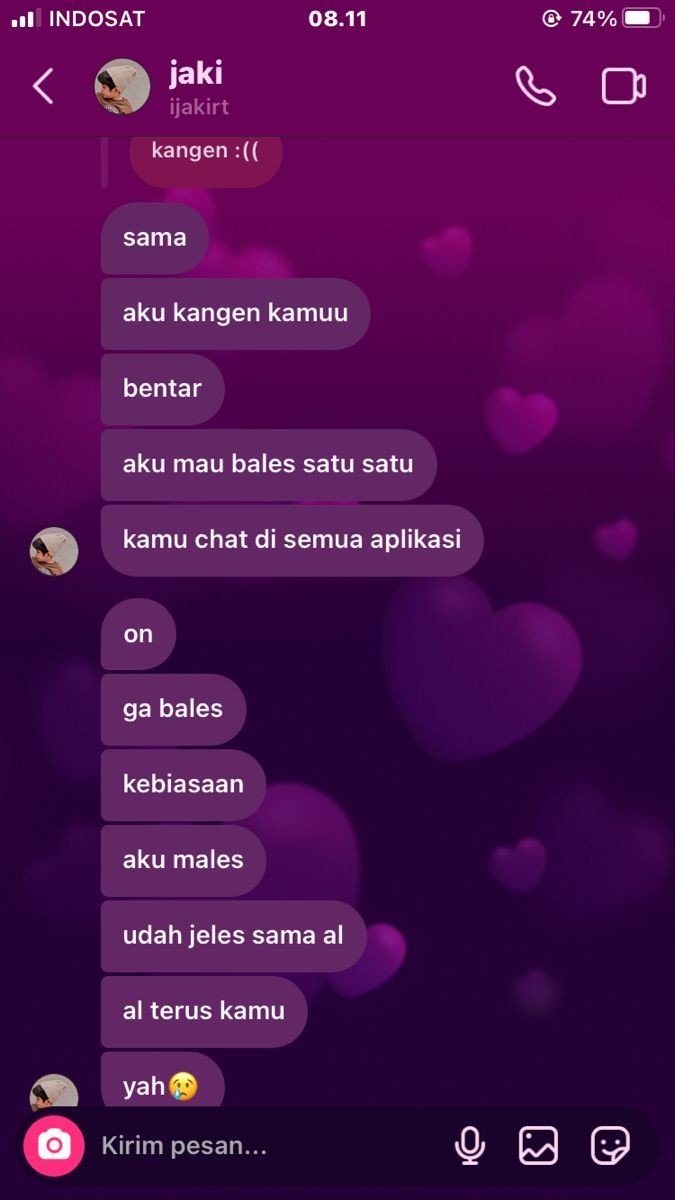 INDOSAT 08.11 74%
jaki
ijakirt
kangen :((
sama
aku kangen kamuu
bentar
aku mau bales satu satu
kamu chat di semua aplikasi
on
ga bales
kebiasaan
aku males
udah jeles sama al
al terus kamu
yah😢
Kirim pesan...